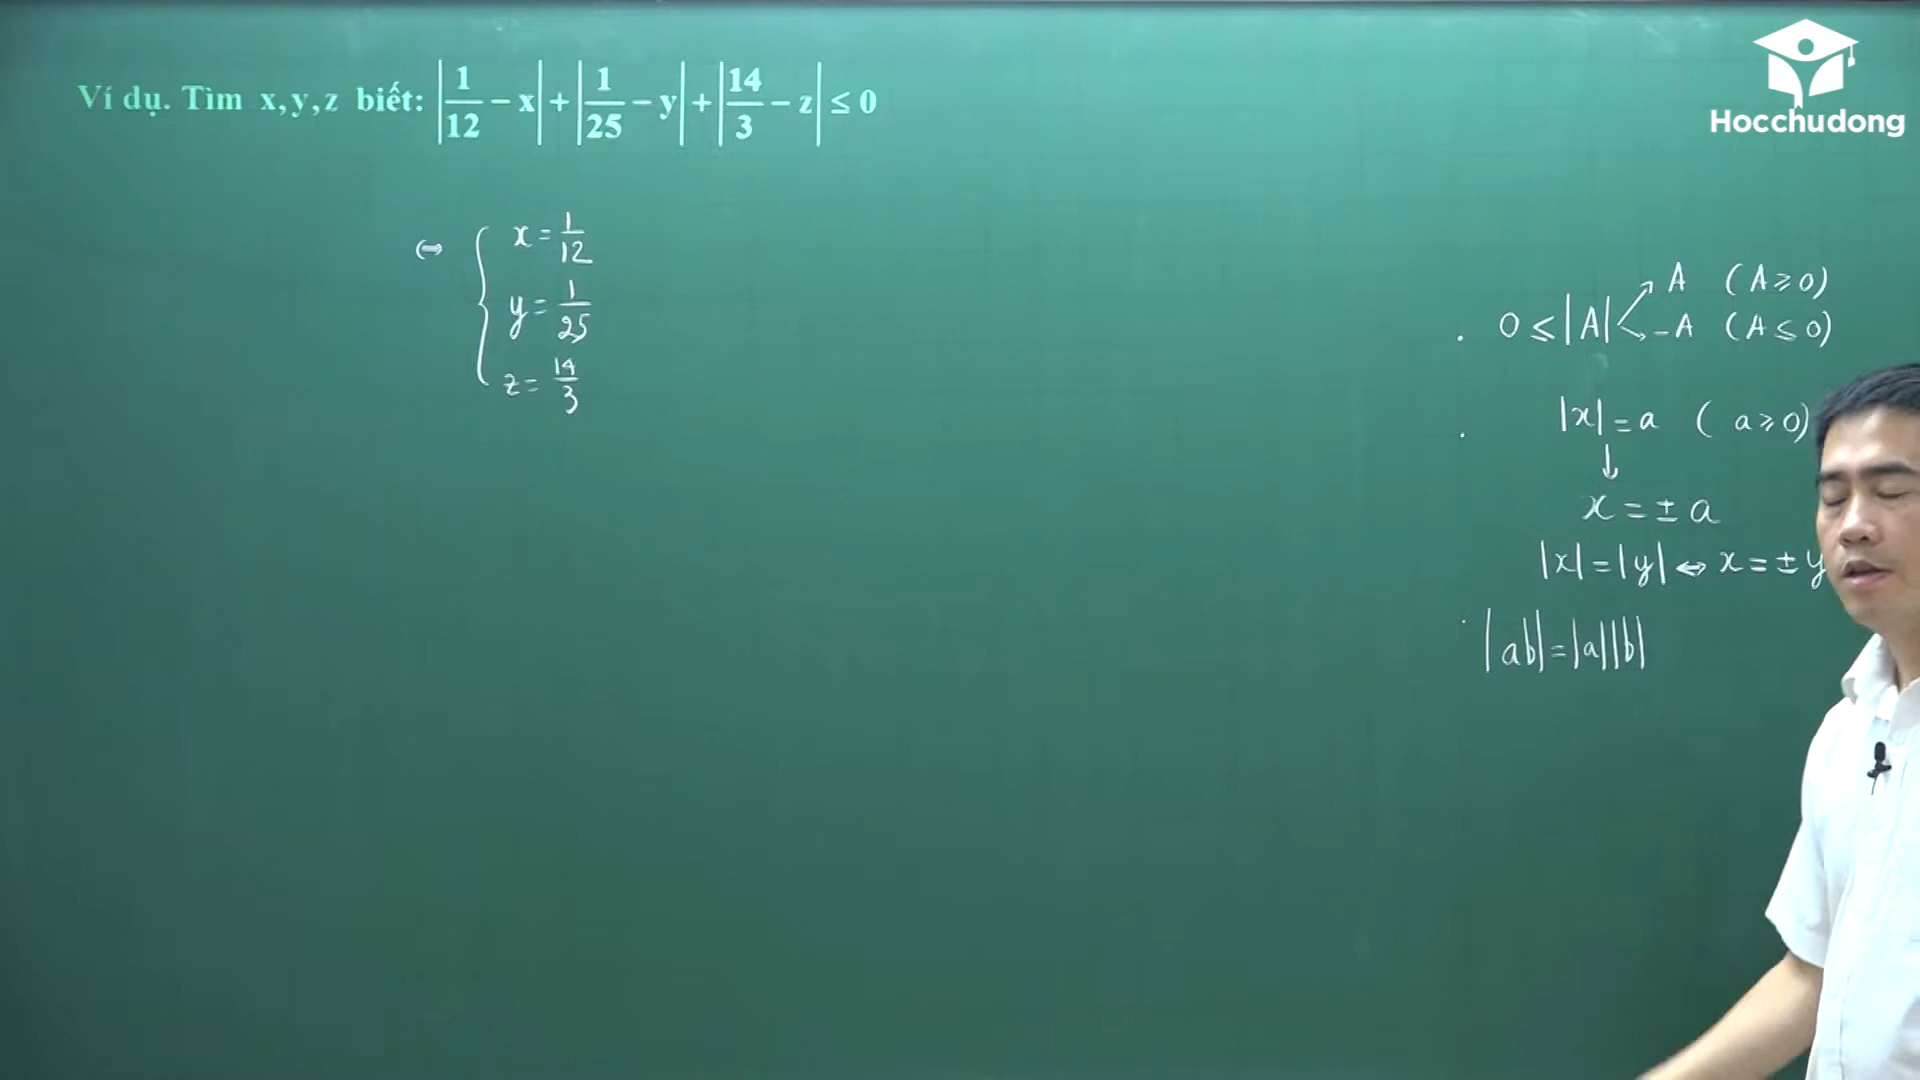 Hocchudong
Ví dụ. Tìm x,y,z biết: |1/12 − x| + |1/25 − y| + |14/3 − z| ≤ 0
⇔ { x = 1/12
y = 1/25
z = 14/3
. 0 ≤ |A| ↗ A (A ≥ 0)
↘ −A (A ≤ 0)
. |x| = a ( a ≥ 0)
↓
x = ± a
|x| = |y| ⇔ x = ± y
. |ab| = |a||b|